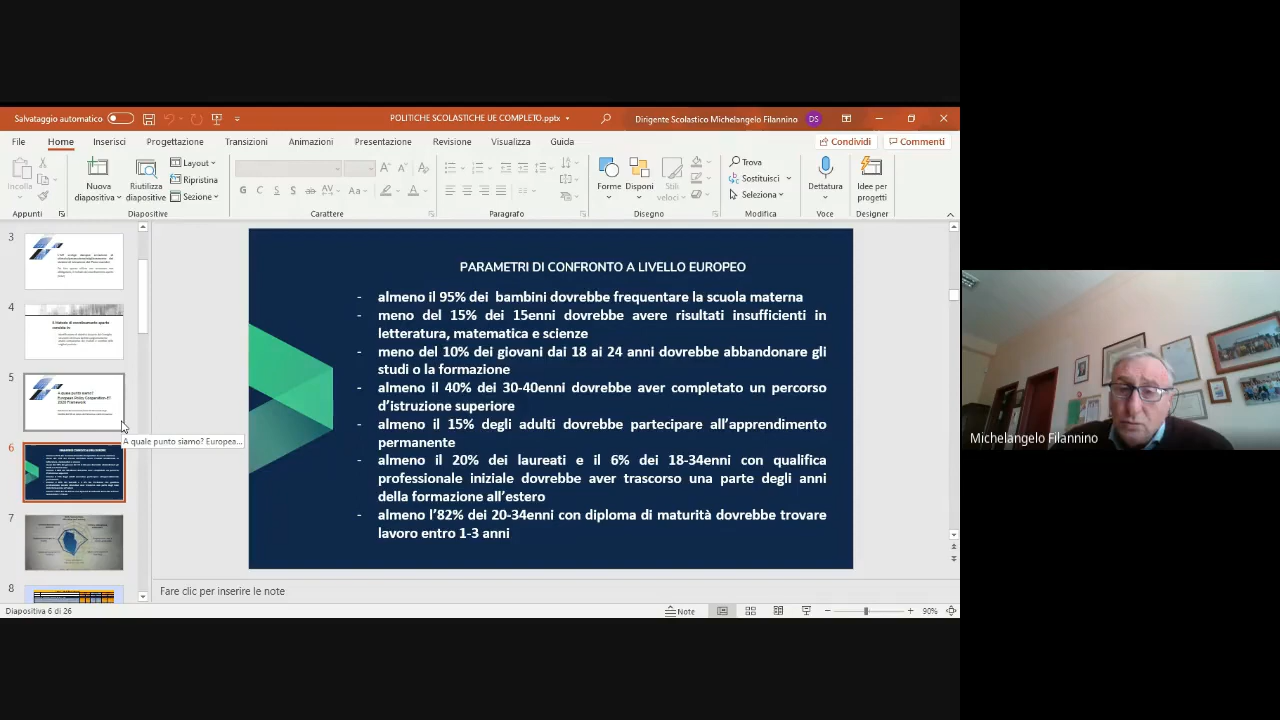 Salvataggio automatico
POLITICHE SCOLASTICHE UE COMPLETO.pptx
Dirigente Scolastico Michelangelo Filannino
DS
File
Home
Inserisci
Progettazione
Transizioni
Animazioni
Presentazione
Revisione
Visualizza
Guida
Condividi
Commenti
Incolla
Nuova
diapositiva
Riutilizza
diapositive
Layout
Ripristina
Sezione
Forme
Disponi
Stili
veloci
Trova
Sostituisci
Seleziona
Dettatura
Idee per
progetti
Appunti
Diapositive
Carattere
Paragrafo
Disegno
Modifica
Voce
Designer
3
4
5
A quale punto siamo?
A quale punto siamo? Europea...
6
7
8
PARAMETRI DI CONFRONTO A LIVELLO EUROPEO
- almeno il 95% dei bambini dovrebbe frequentare la scuola materna
- meno del 15% dei 15enni dovrebbe avere risultati insufficienti in
letteratura, matematica e scienze
- meno del 10% dei giovani dai 18 ai 24 anni dovrebbe abbandonare gli
studi o la formazione
- almeno il 40% dei 30-40enni dovrebbe aver completato un percorso
d'istruzione superiore
- almeno il 15% degli adulti dovrebbe partecipare all'apprendimento
permanente
- almeno il 20% dei laureati e il 6% dei 18-34enni con qualifica
professionale iniziale dovrebbe aver trascorso una parte degli anni
della formazione all'estero
- almeno l'82% dei 20-34enni con diploma di maturità dovrebbe trovare
lavoro entro 1-3 anni
Fare clic per inserire le note
Diapositiva 6 di 26
Note
90%
Michelangelo Filannino